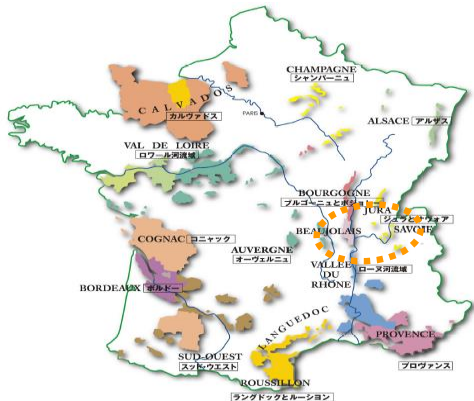 CHAMPAGNE
シャンパーニュ
CALVADOS
カルヴァドス
PARIS
ALSACE アルザス
VAL DE LOIRE
ロワール河流域
BOURGOGNE
ブルゴーニュとボジョレー
JURA
ジュラとサヴォア
SAVOIE
BEAUJOLAIS
COGNAC コニャック
AUVERGNE
オーヴェルニュ
VALLÉE
DU
RHÔNE
ローヌ河流域
BORDEAUX ボルドー
LANGUEDOC
PROVENCE
プロヴァンス
SUD-OUEST
スッド・ウエスト
ROUSSILLON
ラングドックとルーション